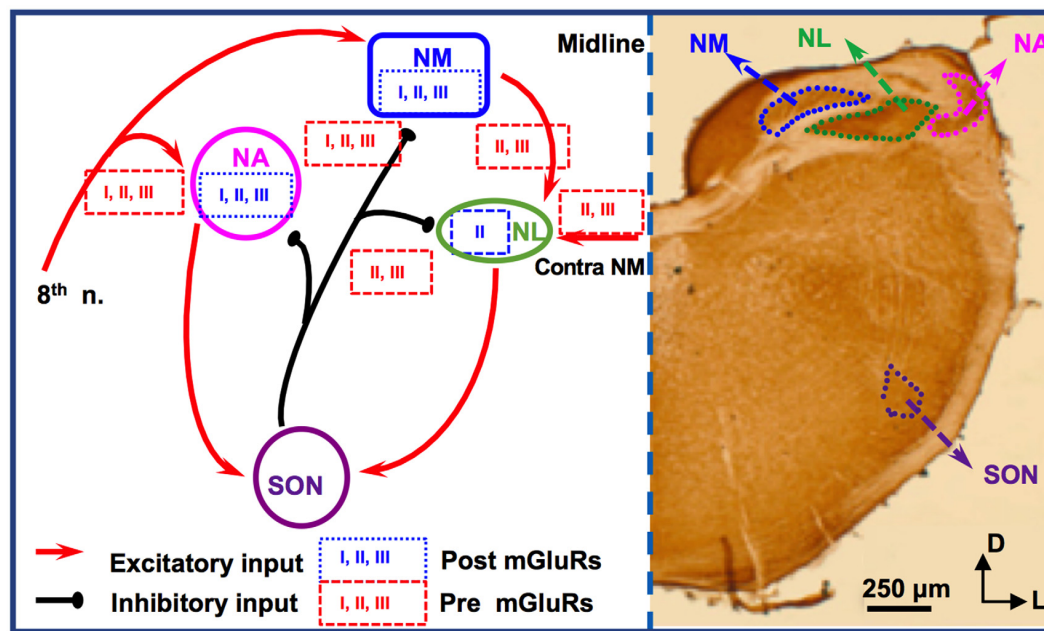 NM
I, II, III
Midline
I, II, III
II, III
NA
I, II, III
I, II, III
II, III
II
NL
II, III
Contra NM
8th n.
SON
Excitatory input
I, II, III
Post mGluRs
Inhibitory input
I, II, III
Pre mGluRs
NM
NL
NA
SON
D
250 µm
L